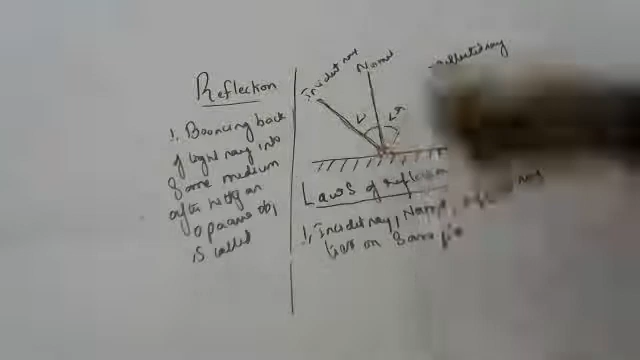 Reflection
1. Bouncing back
of light ray into
Same medium
after hitting an
opaque obj
is called
Incident ray
Normal
reflected ray
Laws of reflection
1. Incident ray, Normal, ray
lies on Same